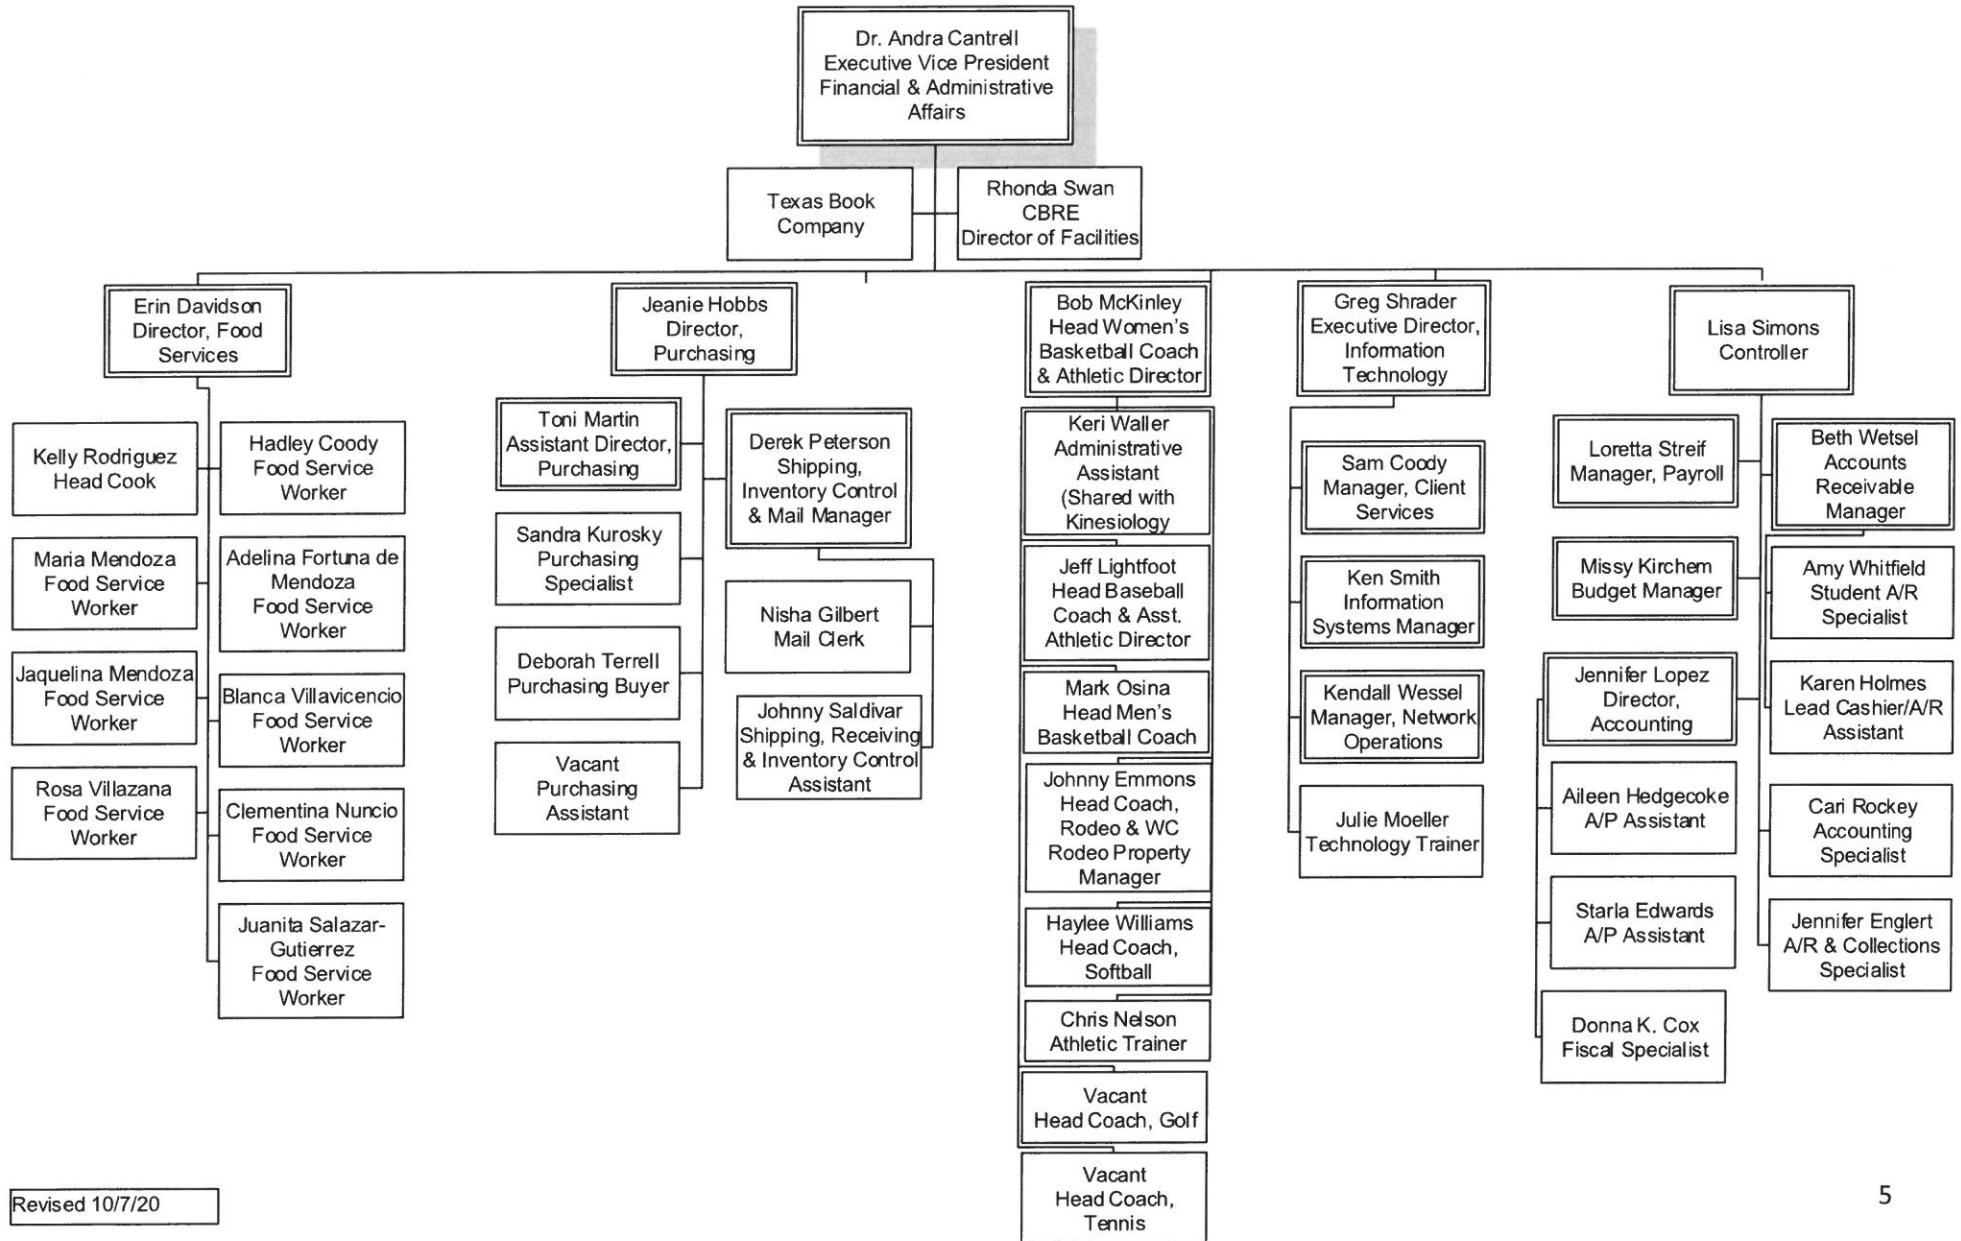 Dr. Andra Cantrell
Executive Vice President
Financial & Administrative
Affairs
Texas Book
Company
Rhonda Swan
CBRE
Director of Facilities
Erin Davidson
Director, Food
Services
Kelly Rodriguez
Head Cook
Hadley Coody
Food Service
Worker
Maria Mendoza
Food Service
Worker
Adelina Fortuna de
Mendoza
Food Service
Worker
Jaquelina Mendoza
Food Service
Worker
Blanca Villavicencio
Food Service
Worker
Rosa Villazana
Food Service
Worker
Clementina Nuncio
Food Service
Worker
Juanita Salazar-
Gutierrez
Food Service
Worker
Jeanie Hobbs
Director,
Purchasing
Toni Martin
Assistant Director,
Purchasing
Derek Peterson
Shipping,
Inventory Control
& Mail Manager
Sandra Kurosky
Purchasing
Specialist
Nisha Gilbert
Mail Clerk
Deborah Terrell
Purchasing Buyer
Johnny Saldivar
Shipping, Receiving
& Inventory Control
Assistant
Vacant
Purchasing
Assistant
Bob McKinley
Head Women's
Basketball Coach
& Athletic Director
Keri Waller
Administrative
Assistant
(Shared with
Kinesiology
Jeff Lightfoot
Head Baseball
Coach & Asst.
Athletic Director
Mark Osina
Head Men's
Basketball Coach
Johnny Emmons
Head Coach,
Rodeo & WC
Rodeo Property
Manager
Haylee Williams
Head Coach,
Softball
Chris Nelson
Athletic Trainer
Vacant
Head Coach, Golf
Vacant
Head Coach,
Tennis
Greg Shrader
Executive Director,
Information
Technology
Sam Coody
Manager, Client
Services
Ken Smith
Information
Systems Manager
Kendall Wessel
Manager, Network
Operations
Julie Moeller
Technology Trainer
Lisa Simons
Controller
Loretta Streif
Manager, Payroll
Beth Wetsel
Accounts
Receivable
Manager
Missy Kirchem
Budget Manager
Amy Whitfield
Student A/R
Specialist
Jennifer Lopez
Director,
Accounting
Karen Holmes
Lead Cashier/A/R
Assistant
Aileen Hedgecoke
A/P Assistant
Cari Rockey
Accounting
Specialist
Starla Edwards
A/P Assistant
Jennifer Englert
A/R & Collections
Specialist
Donna K. Cox
Fiscal Specialist
Revised 10/7/20
5